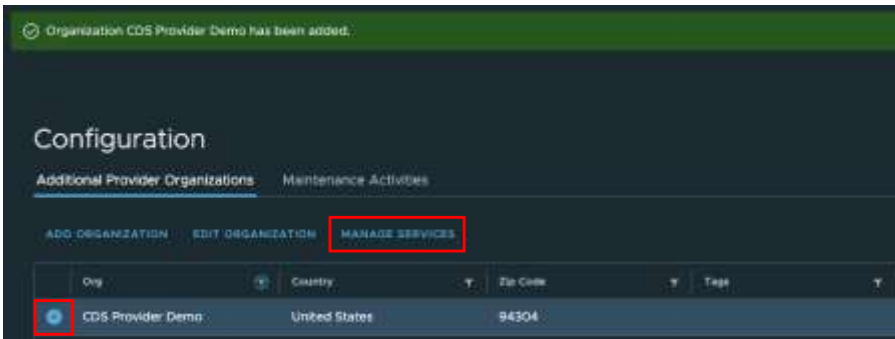 Organization CDS Provider Demo has been added.
Configuration
Additional Provider Organizations Maintenance Activities
ADD ORGANIZATION EDIT ORGANIZATION MANAGE SERVICES
Org Country Zip Code Tags
CDS Provider Demo United States 94304